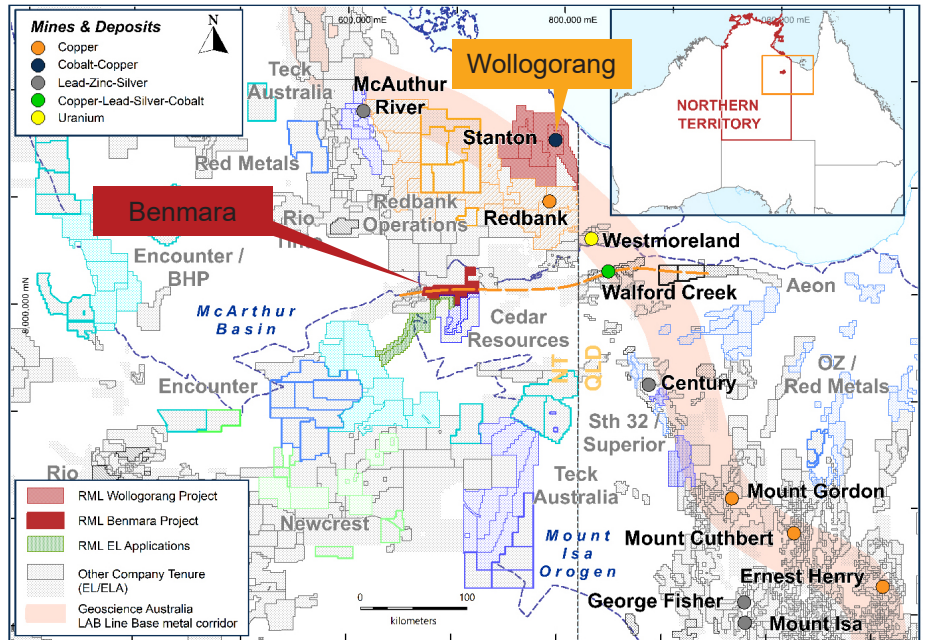 Mines & Deposits
Copper
Cobalt-Copper
Lead-Zinc-Silver
Copper-Lead-Silver-Cobalt
Uranium
N
600,000 mE
800,000 mE
Teck
Australia
McAuthur
River
Wollogorang
Stanton
NORTHERN
TERRITORY
Red Metals
Benmara
Redbank
Operations
Redbank
Rio
Westmoreland
Encounter /
BHP
Walford Creek
Aeon
McArthur
Basin
Cedar
Resources
NT
QLD
OZ /
Red Metals
Encounter
Century
Sth 32 /
Superior
Rio
Teck
Australia
Mount Gordon
Newcrest
Mount Cuthbert
Mount
Isa
Orogen
Ernest Henry
George Fisher
Mount Isa
RML Wollogorang Project
RML Benmara Project
RML EL Applications
Other Company Tenure
(EL/ELA)
Geoscience Australia
LAB Line Base metal corridor
0
100
kilometers